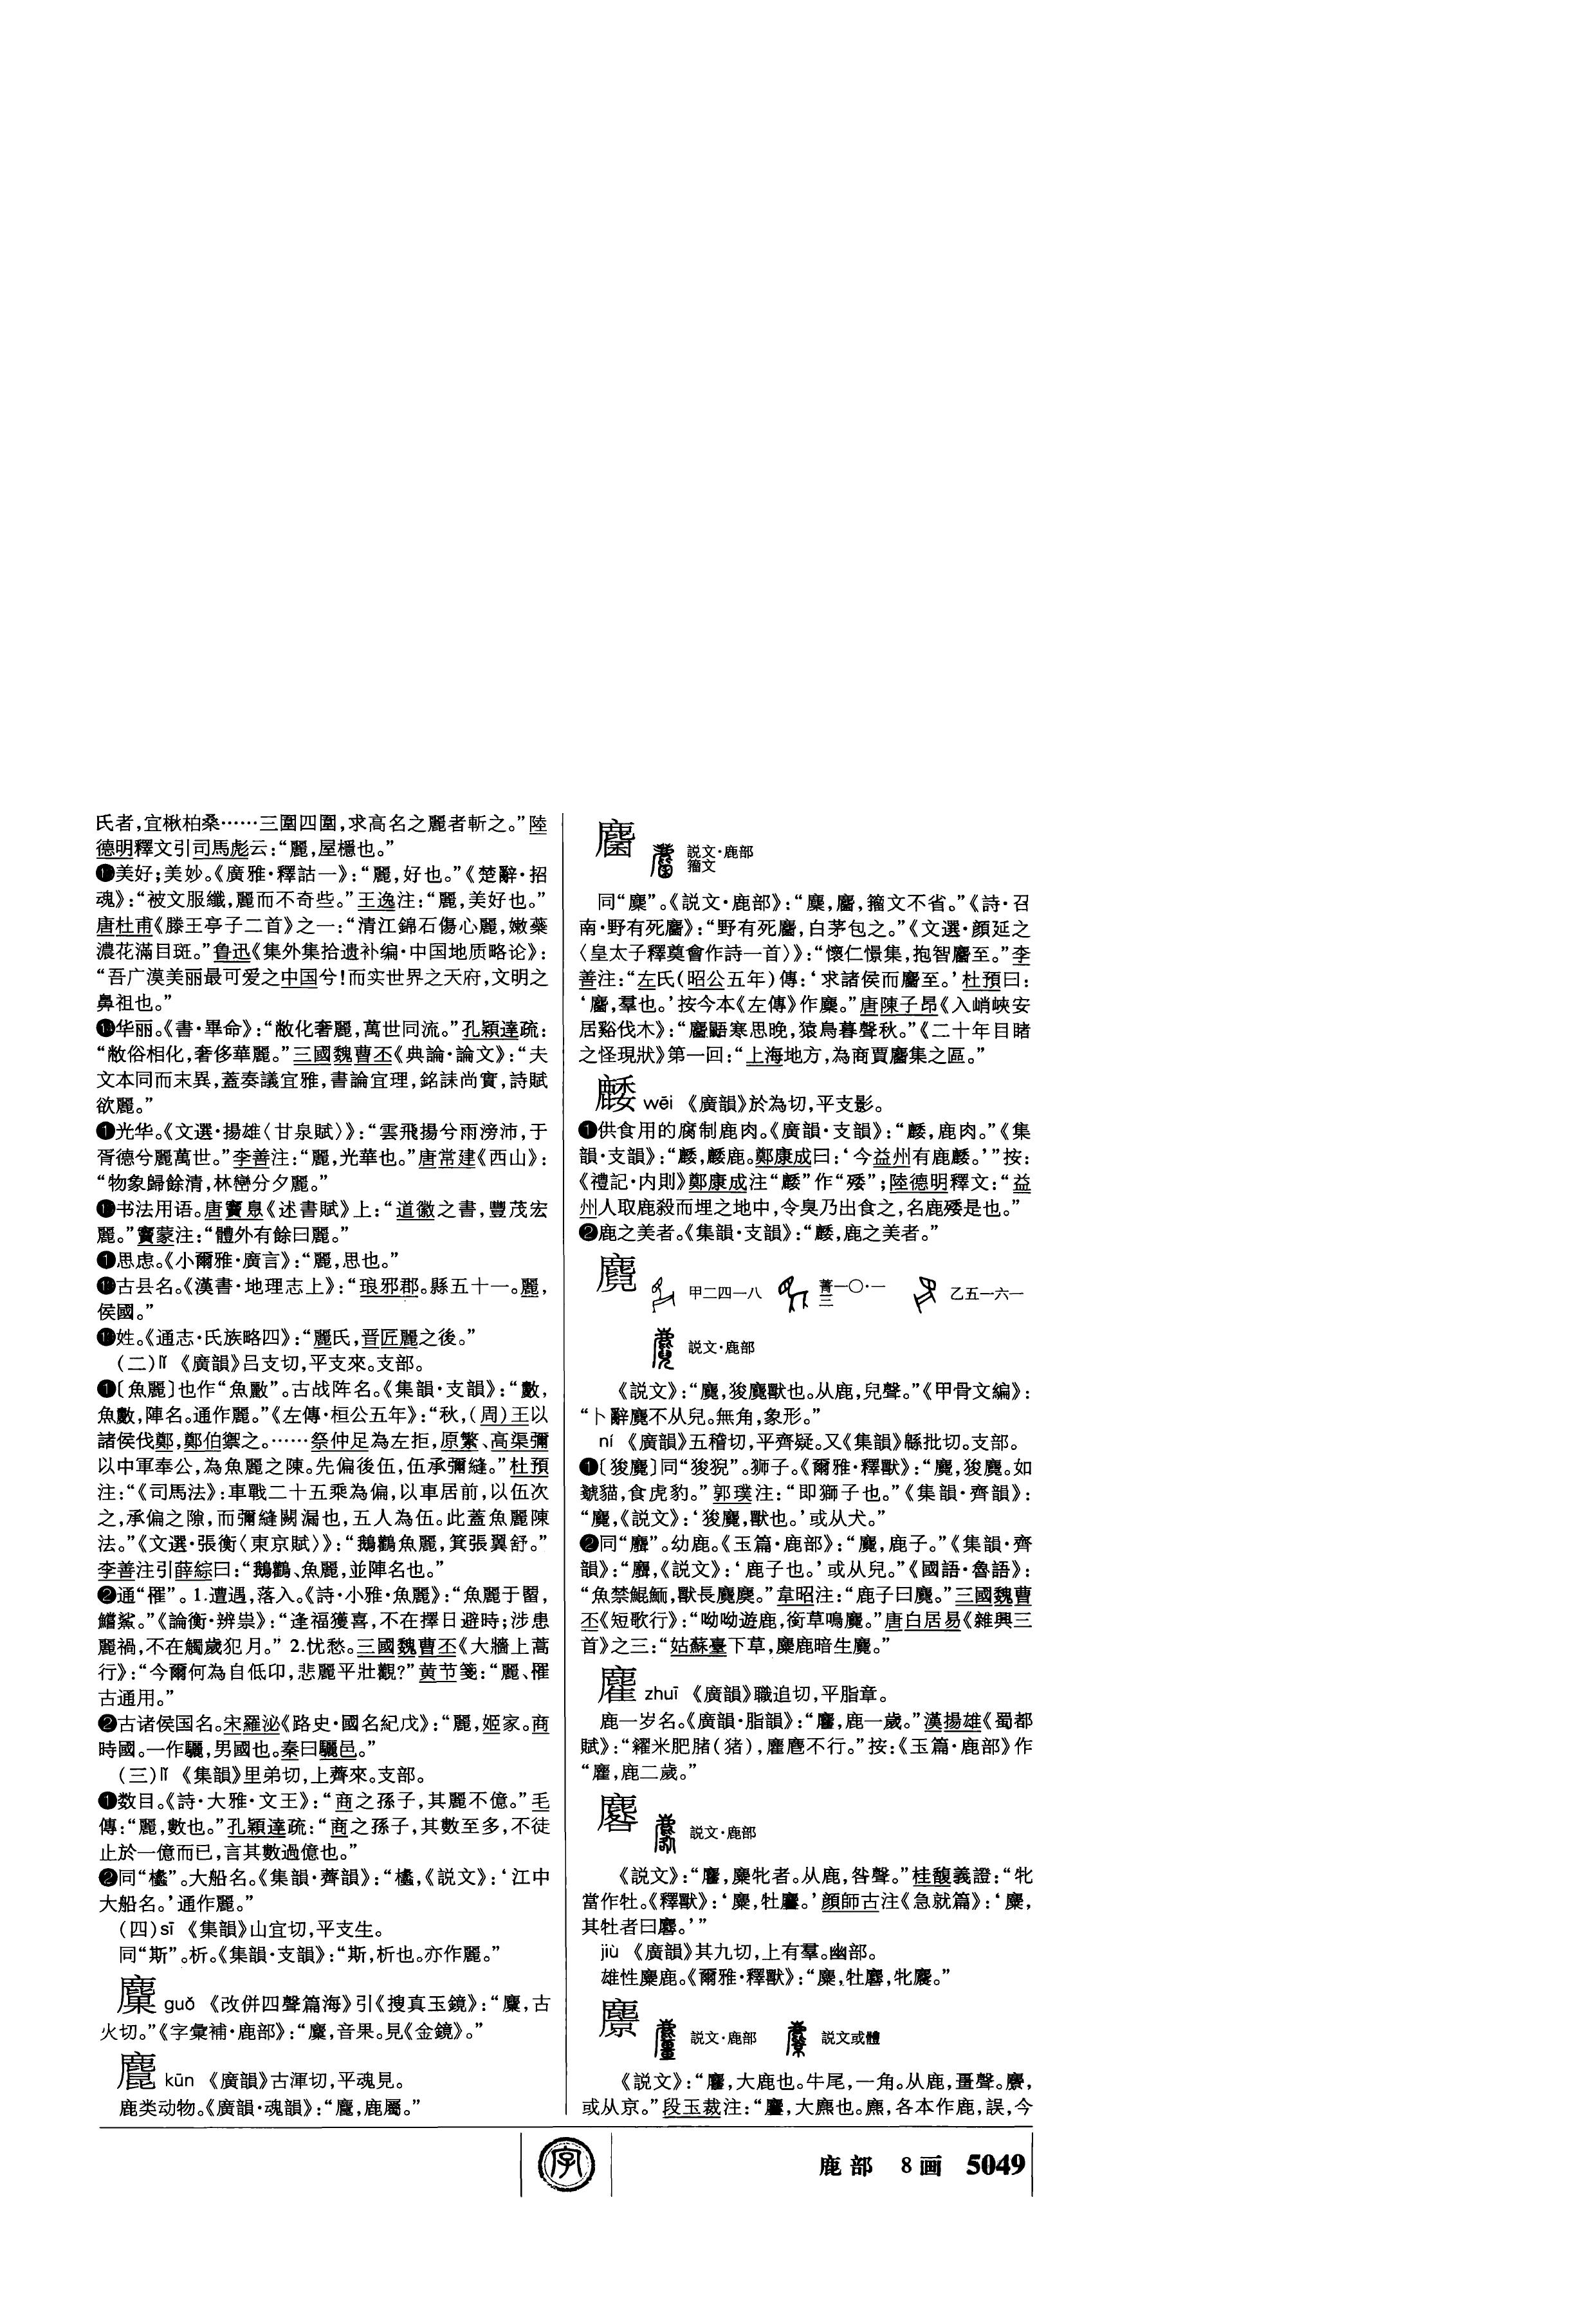 氏者，宜楸柏桑……三圍四圍，求高名之麗者斬之。”陸
德明釋文引司馬彪云：“麗，屋檼也。”
美好；美妙。《廣雅·釋詁一》：“麗，好也。”《楚辭·招
魂》：“被文服纖，麗而不奇些。”王逸注：“麗，美好也。”
唐杜甫《滕王亭子二首》之一：“清江錦石傷心麗，嫩蘂
濃花滿目斑。”鲁迅《集外集拾遗补编·中国地质略论》：
“吾广漠美丽最可爱之中国兮！而实世界之天府，文明之
鼻祖也。”
华丽。《書·畢命》：“敝化奢麗，萬世同流。”孔穎達疏：
“敝俗相化，奢侈華麗。”三國魏曹丕《典論·論文》：“夫
文本同而末異，蓋奏議宜雅，書論宜理，銘誄尚實，詩賦
欲麗。”
光华。《文選·揚雄〈甘泉賦〉》：“雲飛揚兮雨滂沛，于
胥德兮麗萬世。”李善注：“麗，光華也。”唐常建《西山》：
“物象歸餘清，林巒分夕麗。”
书法用语。唐竇臮《述書賦》上：“道徽之書，豐茂宏
麗。”竇蒙注：“體外有餘曰麗。”
思虑。《小爾雅·廣言》：“麗，思也。”
古县名。《漢書·地理志上》：“琅邪郡。縣五十一。麗，
侯國。”
姓。《通志·氏族略四》：“麗氏，晋匠麗之後。”
（二）lí 《廣韻》吕支切，平支來。支部。
❶〔魚麗〕也作“魚䴡”。古战阵名。《集韻·支韻》：“䴡，
魚䴡，陣名。通作麗。”《左傳·桓公五年》：“秋，（周）王以
諸侯伐鄭，鄭伯禦之。……祭仲足為左拒，原繁、高渠彌
以中軍奉公，為魚麗之陳。先偏後伍，伍承彌縫。”杜預
注：“《司馬法》：車戰二十五乘為偏，以車居前，以伍次
之，承偏之隙，而彌縫闕漏也，五人為伍。此蓋魚麗陳
法。”《文選·張衡〈東京賦〉》：“鵝鸛魚麗，箕張翼舒。”
李善注引薛綜曰：“鵝鸛、魚麗，並陣名也。”
❷通“罹”。1.遭遇，落入。《詩·小雅·魚麗》：“魚麗于罶，
鱨鯊。”《論衡·辨祟》：“逢福獲喜，不在擇日避時；涉患
麗禍，不在觸歲犯月。” 2.忧愁。三國魏曹丕《大牆上蒿
行》：“今爾何為自低卬，悲麗平壯觀？”黄节箋：“麗、罹
古通用。”
❷古诸侯国名。宋羅泌《路史·國名紀戊》：“麗，姬家。商
時國。一作驪，男國也。秦曰驪邑。”
（三）lǐ 《集韻》里弟切，上薺來。支部。
❶数目。《詩·大雅·文王》：“商之孫子，其麗不億。”毛
傳：“麗，數也。”孔穎達疏：“商之孫子，其數至多，不徒
止於一億而已，言其數過億也。”
❷同“欚”。大船名。《集韻·薺韻》：“欚，《説文》：‘江中
大船名。’通作麗。”
（四）sī 《集韻》山宜切，平支生。
同“斯”。析。《集韻·支韻》：“斯，析也。亦作麗。”
guǒ 《改併四聲篇海》引《搜真玉鏡》：“，古
火切。”《字彙補·鹿部》：“，音果。見《金鏡》。”
麎 kūn 《廣韻》古渾切，平魂見。
鹿类动物。《廣韻·魂韻》：“，鹿屬。”
麕 説文·鹿部
籀文
同“麇”。《説文·鹿部》：“麇，麕，籀文不省。”《詩·召
南·野有死麕》：“野有死麕，白茅包之。”《文選·顔延之
〈皇太子釋奠會作詩一首〉》：“懷仁憬集，抱智麕至。”李
善注：“左氏（昭公五年）傳：‘求諸侯而麕至。’杜預曰：
‘麕，羣也。’按今本《左傳》作麇。”唐陳子昂《入峭峽安
居谿伐木》：“麕鼯寒思晚，猿鳥暮聲秋。”《二十年目睹
之怪現狀》第一回：“上海地方，為商賈麕集之區。”
䴧 wēi 《廣韻》於為切，平支影。
❶供食用的腐制鹿肉。《廣韻·支韻》：“䴧，鹿肉。”《集
韻·支韻》：“䴧，䴧鹿。鄭康成曰：‘今益州有鹿䴧。’”按：
《禮記·内則》鄭康成注“䴧”作“矮”；陸德明釋文：“益
州人取鹿殺而埋之地中，令臭乃出食之，名鹿矮是也。”
❷鹿之美者。《集韻·支韻》：“䴧，鹿之美者。”
麑 甲二四一八 菁一〇·一三 乙五一六一
説文·鹿部
《説文》：“麑，狻麑獸也。从鹿，兒聲。”《甲骨文編》：
“卜辭麑不从兒。無角，象形。”
ní 《廣韻》五稽切，平齊疑。又《集韻》緜批切。支部。
❶〔狻麑〕同“狻猊”。狮子。《爾雅·釋獸》：“麑，狻麑。如
虦貓，食虎豹。”郭璞注：“即獅子也。”《集韻·齊韻》：
“麑，《説文》：‘狻麑，獸也。’或从犬。”
❷同“麛”。幼鹿。《玉篇·鹿部》：“麑，鹿子。”《集韻·齊
韻》：“麛，《説文》：‘鹿子也。’或从兒。”《國語·魯語》：
“魚禁鯤鮞，獸長麑䴠。”韋昭注：“鹿子曰麑。”三國魏曹
丕《短歌行》：“呦呦遊鹿，銜草鳴麑。”唐白居易《雜興三
首》之三：“姑蘇臺下草，麋鹿暗生麑。”
zhuī 《廣韻》職追切，平脂章。
鹿一岁名。《廣韻·脂韻》：“，鹿一歲。”漢揚雄《蜀都
賦》：“糴米肥腞（猪），麆不行。”按：《玉篇·鹿部》作
“，鹿二歲。”
麔 説文·鹿部
《説文》：“麔，麋牝者。从鹿，咎聲。”桂馥義證：“牝
當作牡。《釋獸》：‘麋，牡麔。’顔師古注《急就篇》：‘麋，
其牡者曰麔。’”
jiù 《廣韻》其九切，上有羣。幽部。
雄性麋鹿。《爾雅·釋獸》：“麋，牡麔，牝麎。”
麖 説文·鹿部 説文或體
《説文》：“麠，大鹿也。牛尾，一角。从鹿，畺聲。麖，
或从京。”段玉裁注：“麠，大麃也。麃，各本作鹿，誤，今
字
鹿部 8画 5049